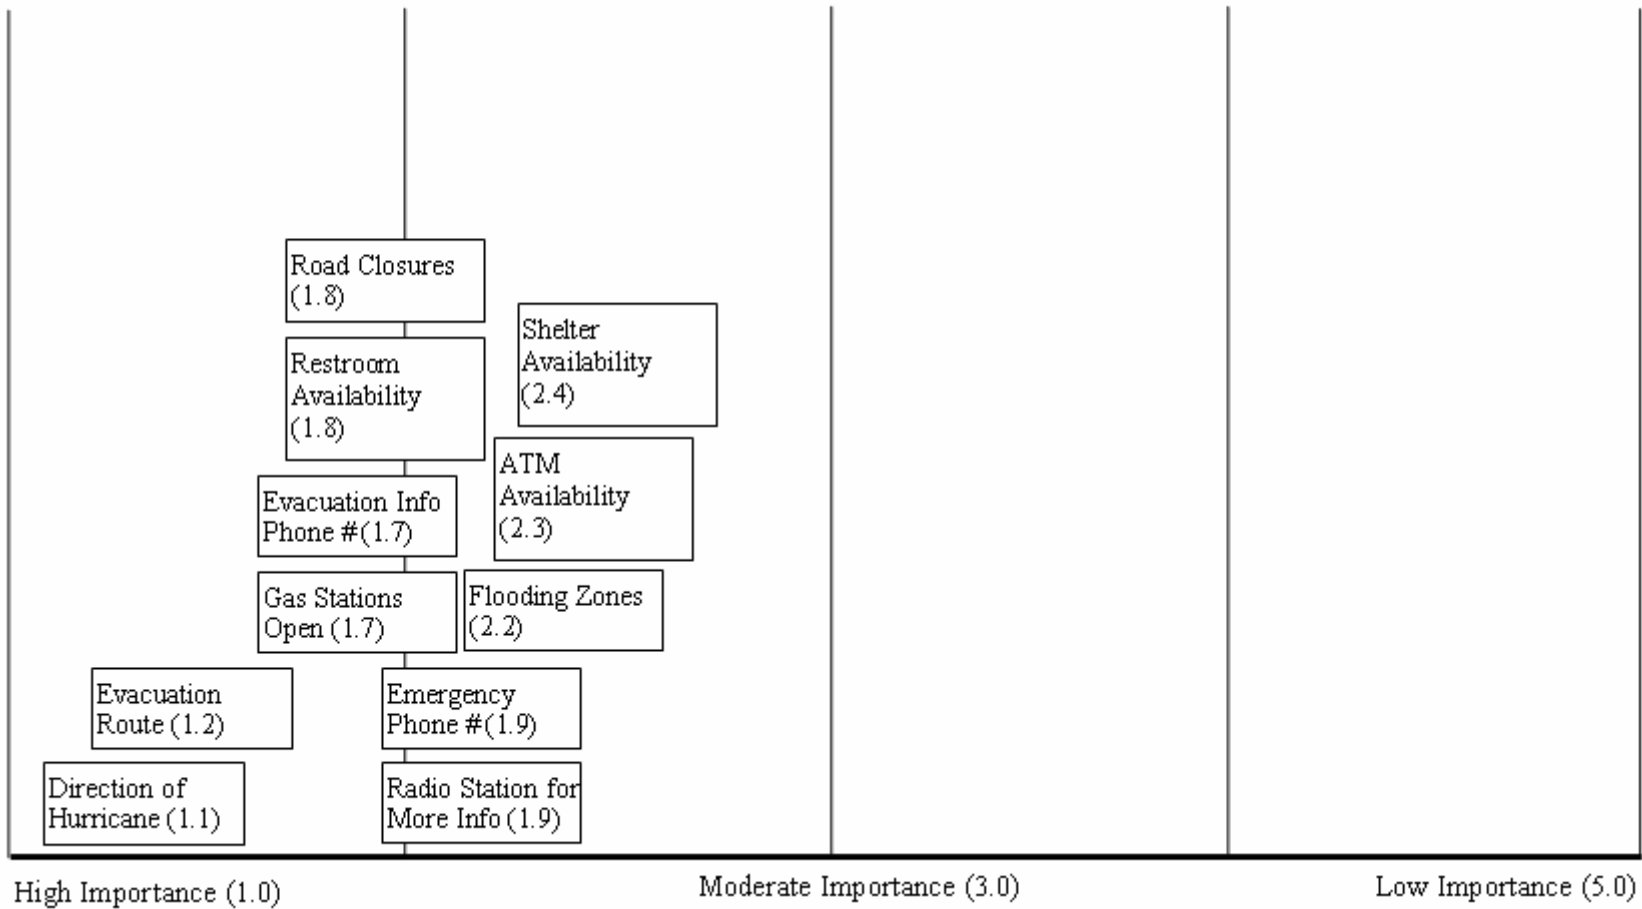 Road Closures
(1.8)
Shelter
Availability
(2.4)
Restroom
Availability
(1.8)
ATM
Availability
(2.3)
Evacuation Info
Phone #(1.7)
Gas Stations
Open (1.7)
Flooding Zones
(2.2)
Evacuation
Route (1.2)
Emergency
Phone #(1.9)
Direction of
Hurricane (1.1)
Radio Station for
More Info (1.9)
High Importance (1.0)
Moderate Importance (3.0)
Low Importance (5.0)